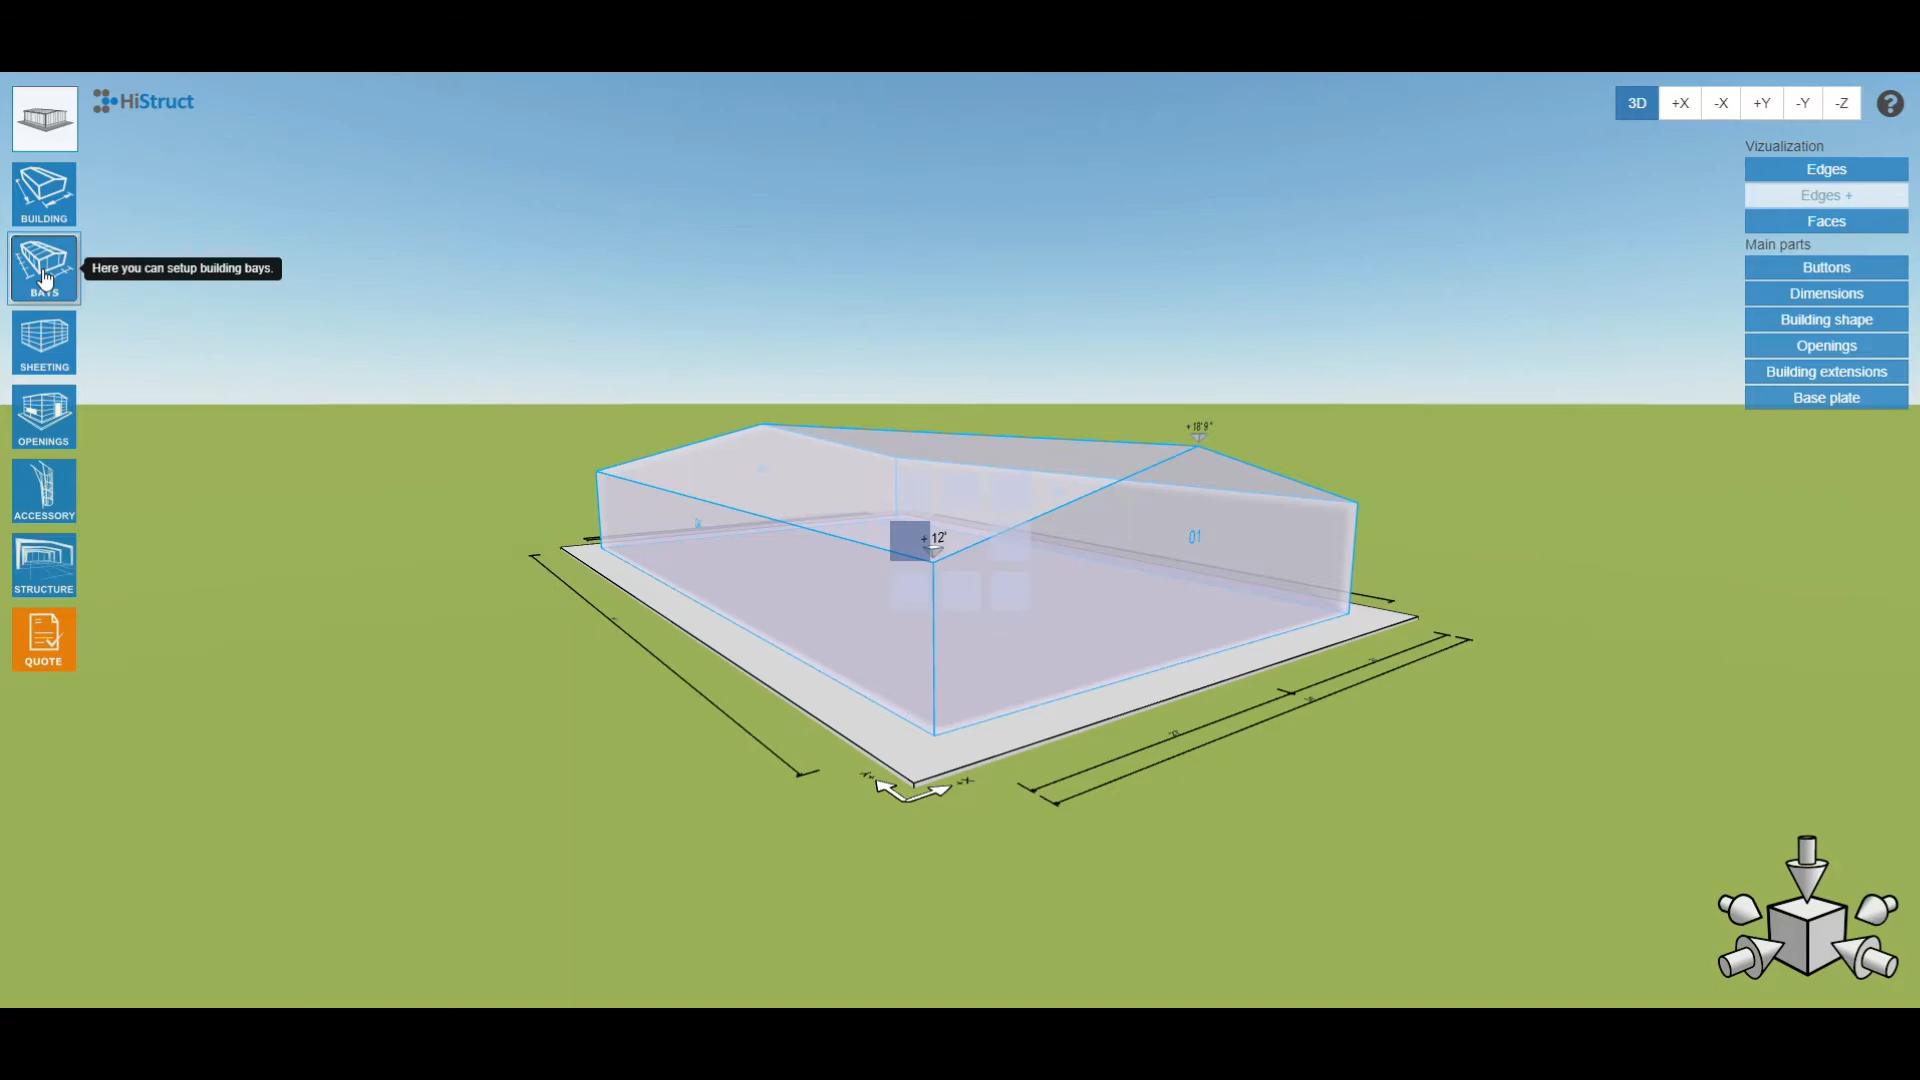 HiStruct
3D
+X
-X
+Y
-Y
-Z
?
BUILDING
BAYS
Here you can setup building bays.
SHEETING
OPENINGS
ACCESSORY
STRUCTURE
QUOTE
Vizualization
Edges
Edges +
Faces
Main parts
Buttons
Dimensions
Building shape
Openings
Building extensions
Base plate
+ 18'9"
+ 12'
01